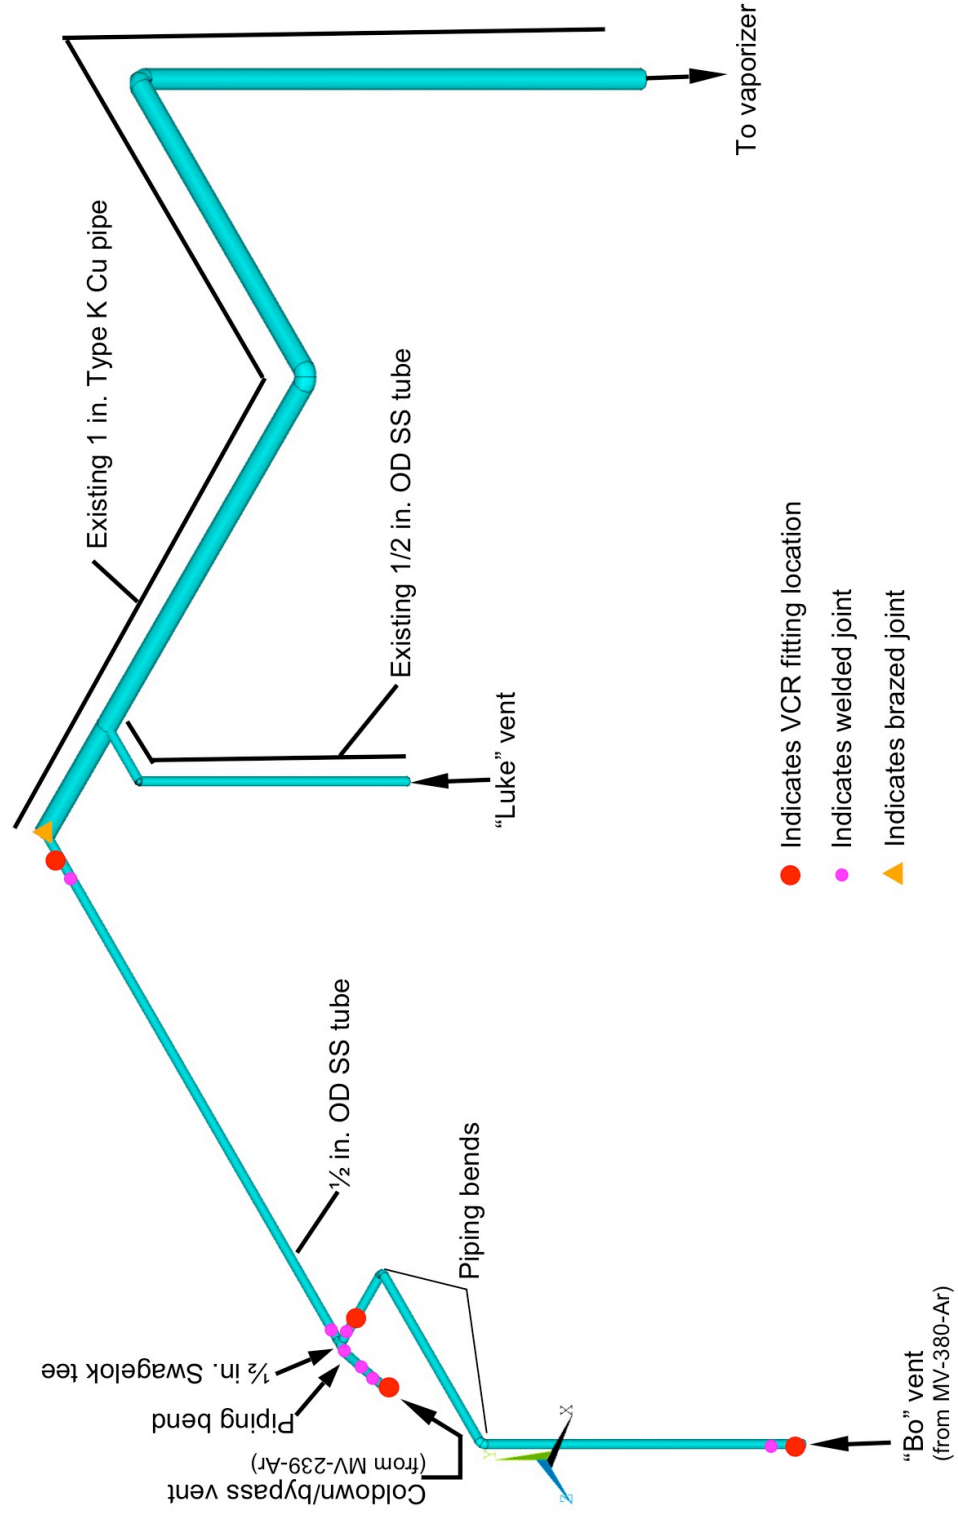 To vaporizer
Existing 1 in. Type K Cu pipe
Existing 1/2 in. OD SS tube
“Luke” vent
Indicates VCR fitting location
Indicates welded joint
Indicates brazed joint
½ in. OD SS tube
Piping bends
½ in. Swagelok tee
Piping bend
Coldown/bypass vent
(from MV-239-Ar)
“Bo” vent
(from MV-380-Ar)
X
Y
Z